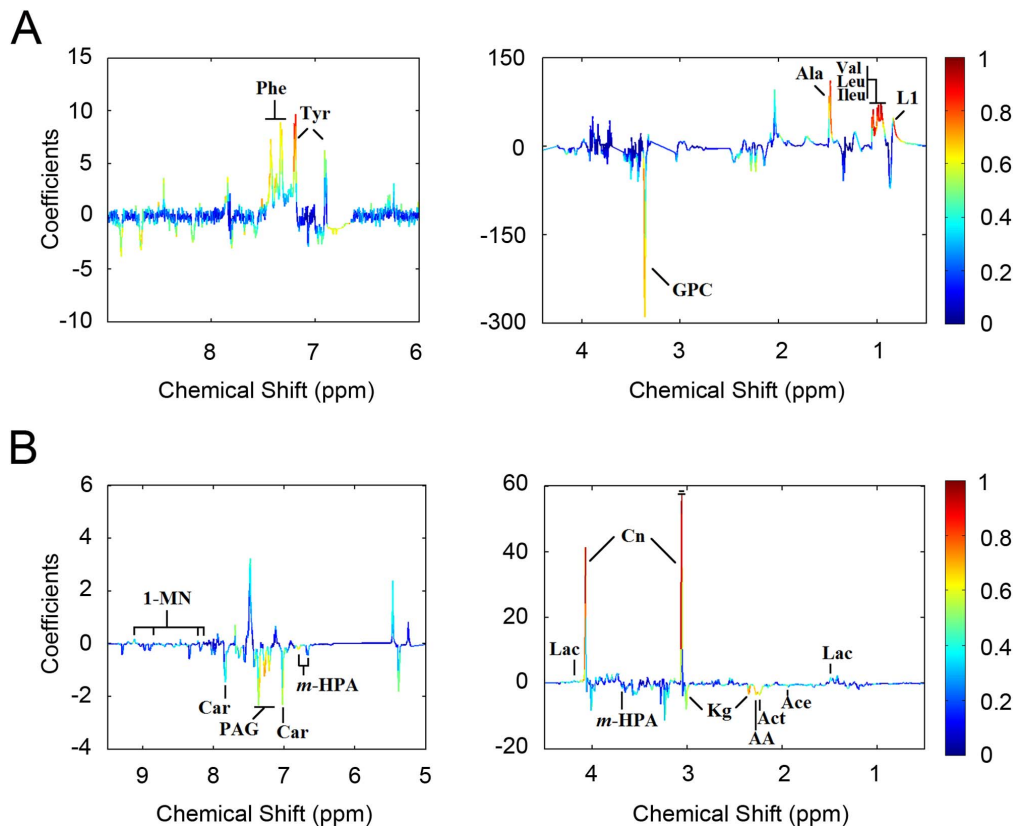 A
15
10
5
0
-5
-10
Coefficients
Phe
Tyr
8
7
6
Chemical Shift (ppm)
150
0
-150
-300
Ala
Val
Leu
Ileu
L1
GPC
4
3
2
1
Chemical Shift (ppm)
1
0.8
0.6
0.4
0.2
0
B
6
4
2
0
-2
-4
Coefficients
1-MN
Car
PAG
Car
m-HPA
9
8
7
6
5
Chemical Shift (ppm)
60
40
20
0
-20
Cn
Lac
Lac
m-HPA
Kg
Ace
Act
AA
4
3
2
1
Chemical Shift (ppm)
1
0.8
0.6
0.4
0.2
0